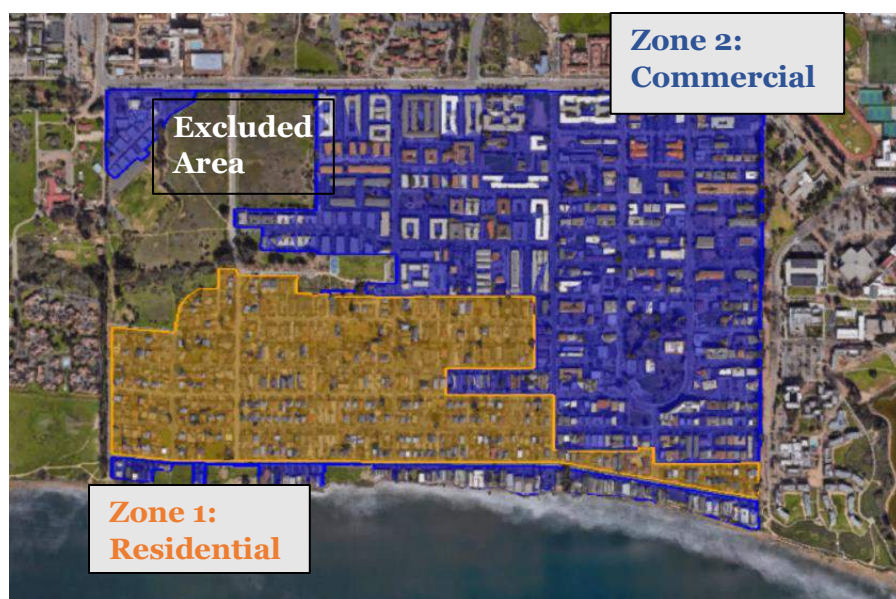 Zone 2:
Commercial
Excluded
Area
Zone 1:
Residential